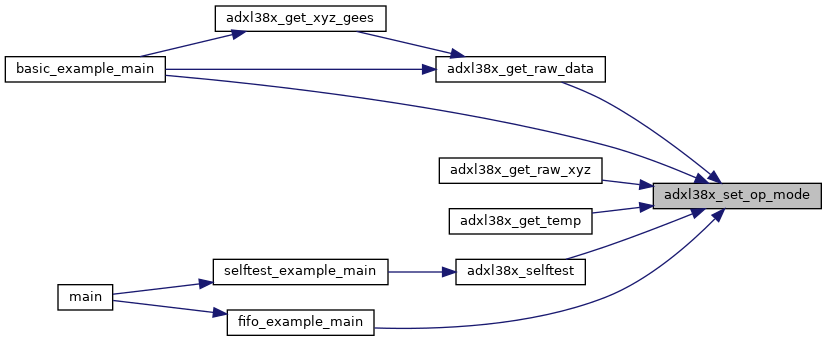 adxl38x_get_xyz_gees
basic_example_main
adxl38x_get_raw_data
adxl38x_get_raw_xyz
adxl38x_set_op_mode
adxl38x_get_temp
selftest_example_main
adxl38x_selftest
main
fifo_example_main